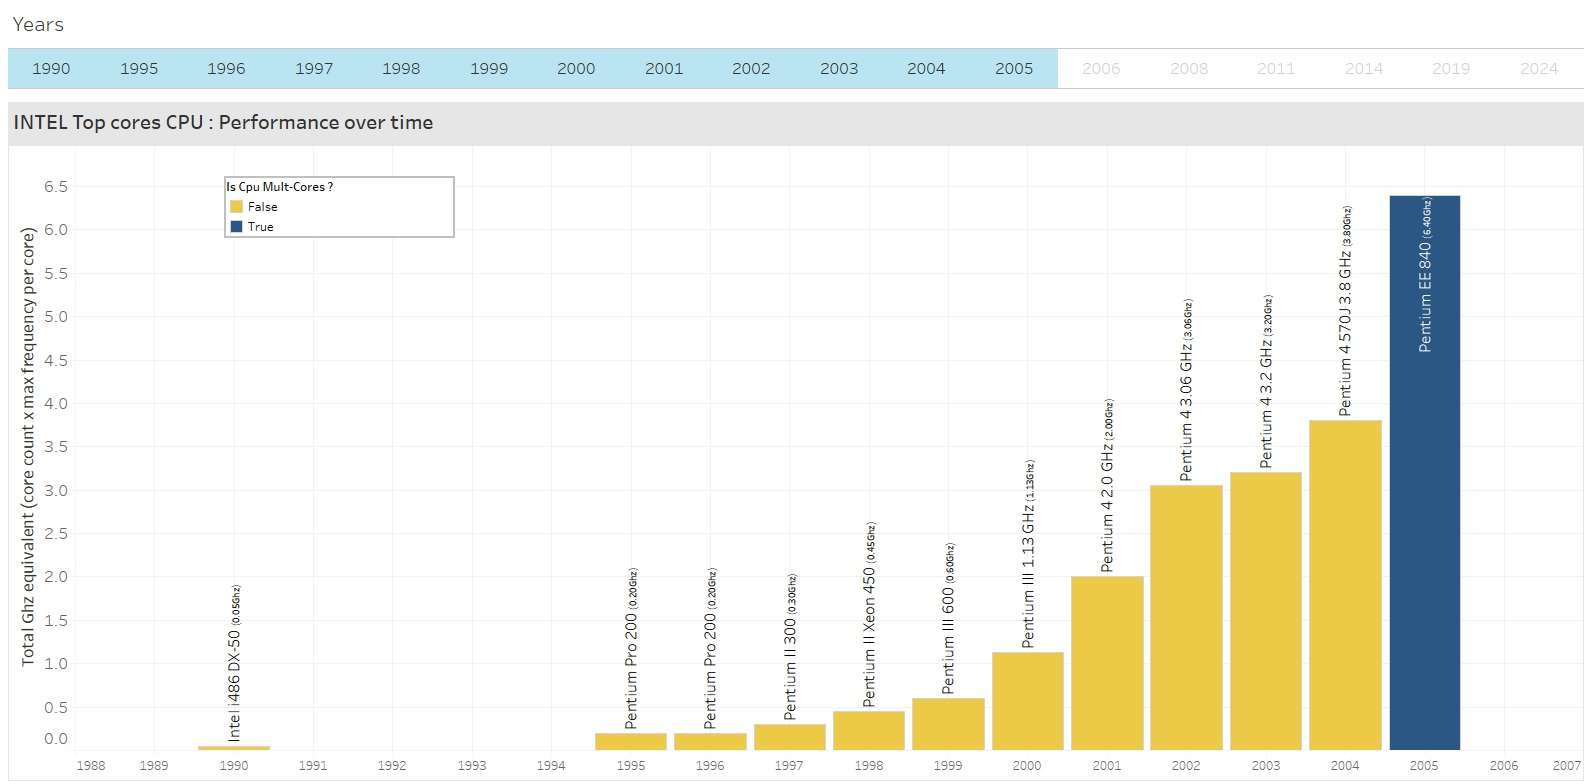 Years
1990 1995 1996 1997 1998 1999 2000 2001 2002 2003 2004 2005 2006 2008 2011 2014 2019 2024
INTEL Top cores CPU : Performance over time
Is Cpu Mult-Cores ?
False
True
Total Ghz equivalent (core count x max frequency per core)
6.5
6.0
5.5
5.0
4.5
4.0
3.5
3.0
2.5
2.0
1.5
1.0
0.5
0.0
Intel i486 DX-50 (0.05Ghz)
Pentium Pro 200 (0.20Ghz)
Pentium Pro 200 (0.20Ghz)
Pentium II 300 (0.30Ghz)
Pentium II Xeon 450 (0.45Ghz)
Pentium III 600 (0.60Ghz)
Pentium III 1.13 GHz (1.13Ghz)
Pentium 4 2.0 GHz (2.00Ghz)
Pentium 4 3.06 GHz (3.06Ghz)
Pentium 4 3.2 GHz (3.20Ghz)
Pentium 4 570J 3.8 GHz (3.80Ghz)
Pentium EE 840 (6.40Ghz)
1988 1989 1990 1991 1992 1993 1994 1995 1996 1997 1998 1999 2000 2001 2002 2003 2004 2005 2006 2007